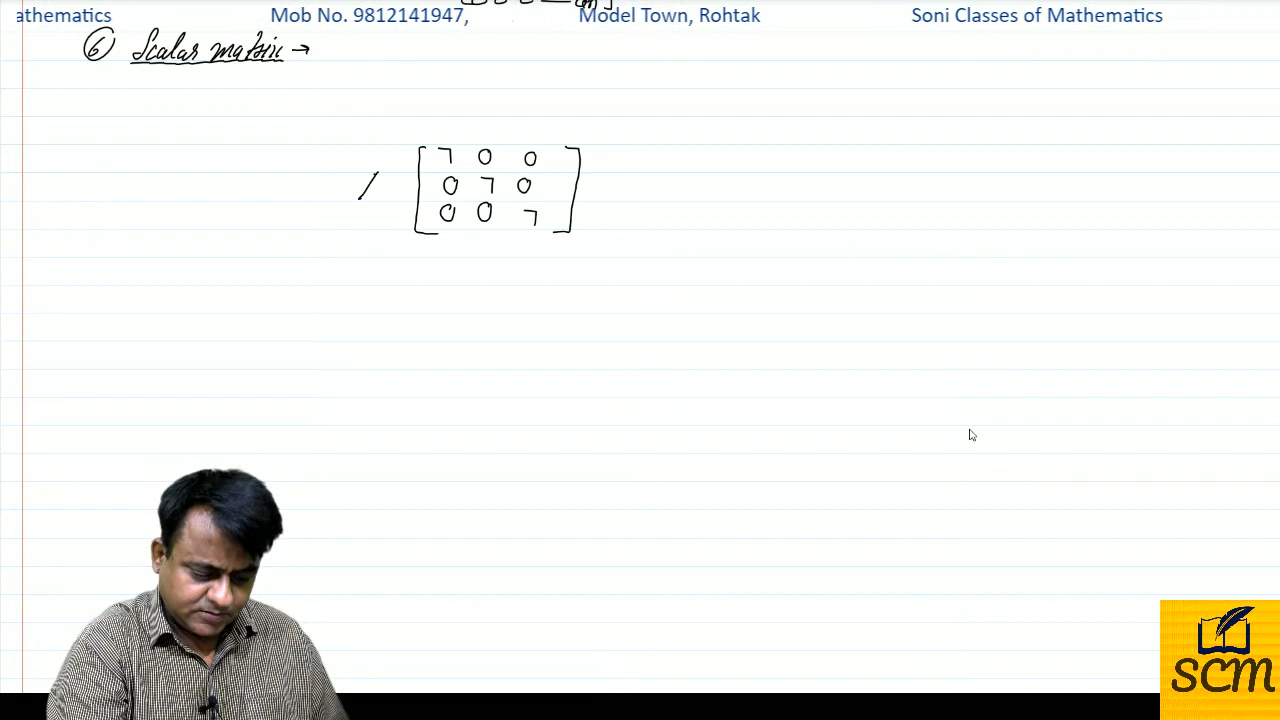 athematics Mob No. 9812141947, Model Town, Rohtak Soni Classes of Mathematics
6 Scalar matrix →
7 0 0
0 7 0
0 0 7
SCM